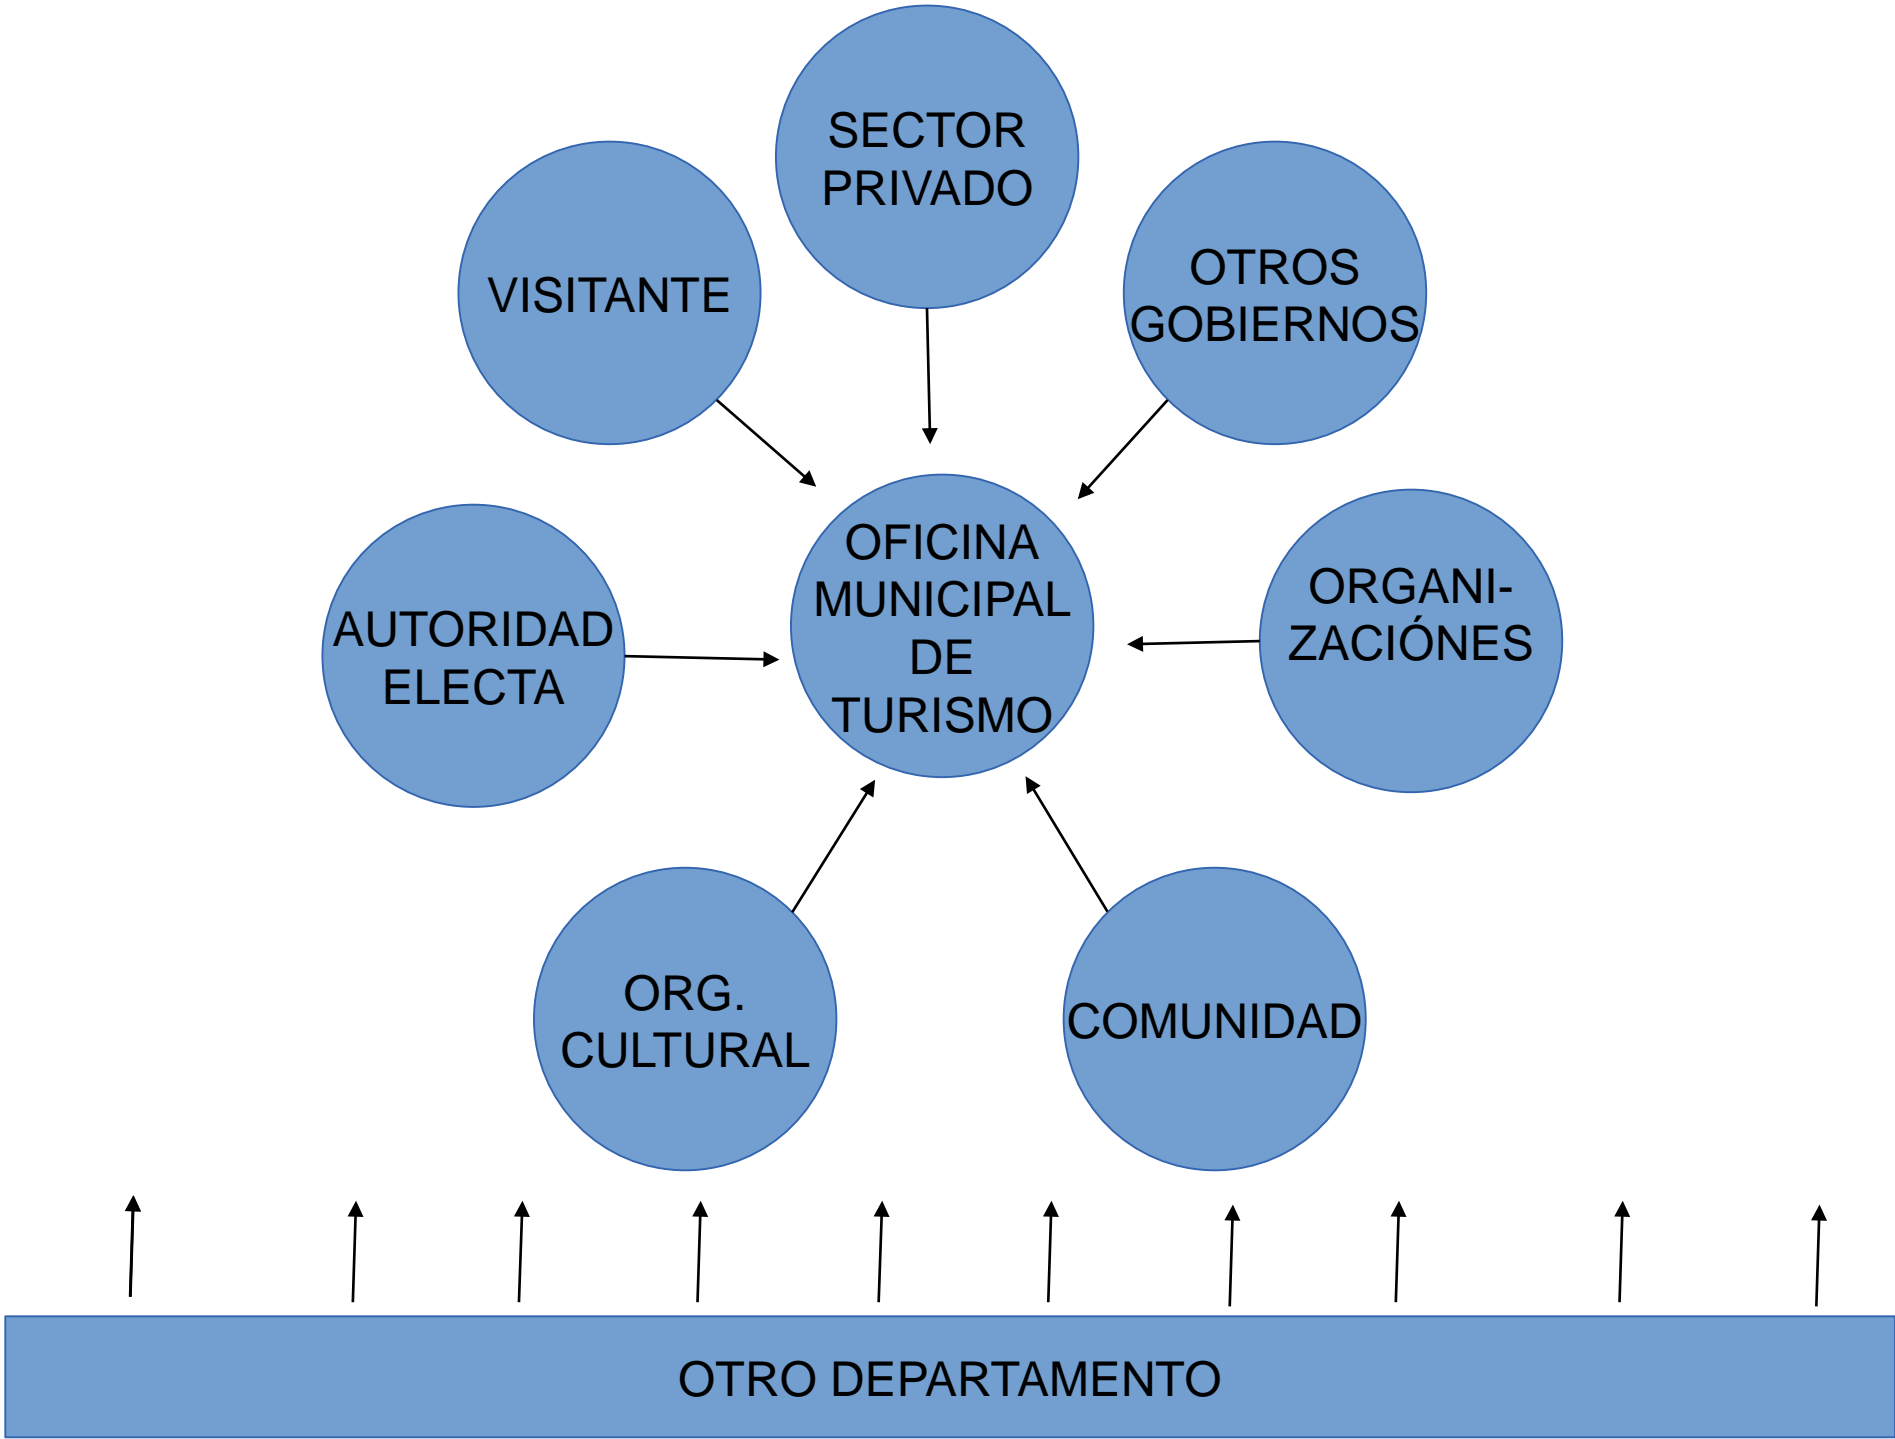 SECTOR
PRIVADO
VISITANTE
OTROS
GOBIERNOS
OFICINA
MUNICIPAL
DE
TURISMO
ORGANI-
ZACIÓNES
AUTORIDAD
ELECTA
ORG.
CULTURAL
COMUNIDAD
OTRO DEPARTAMENTO